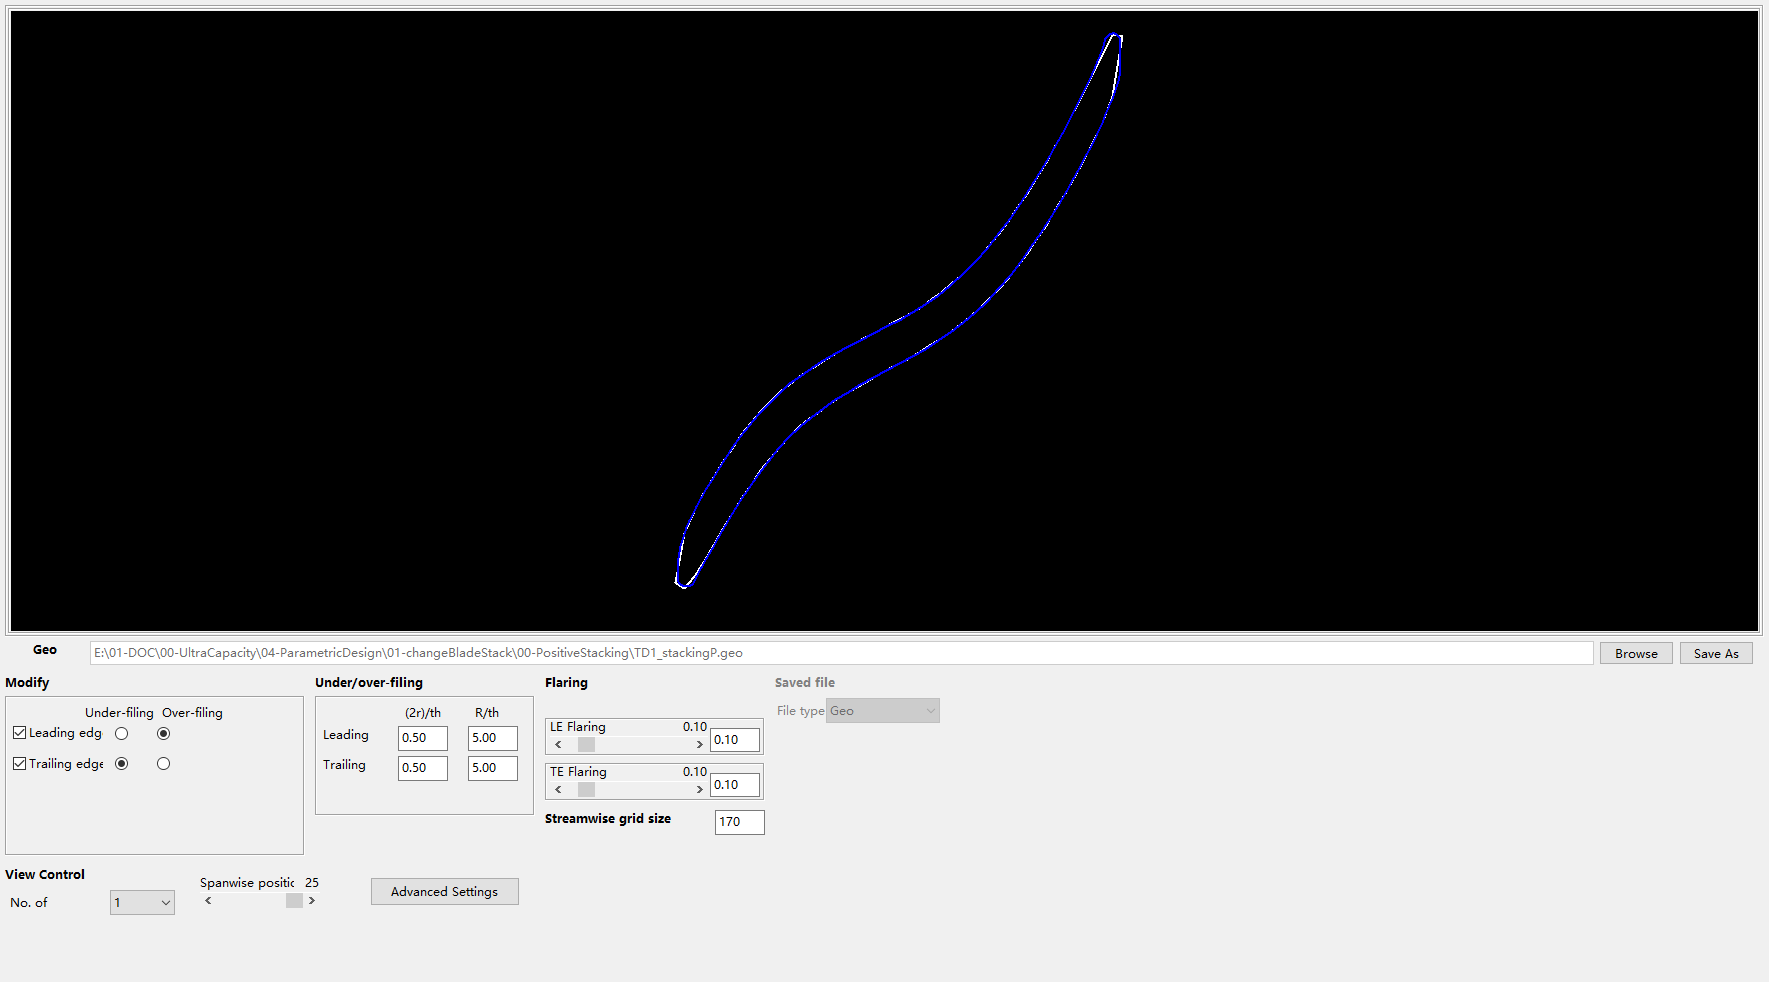 Geo E:\01-DOC\00-UltraCapacity\04-ParametricDesign\01-changeBladeStack\00-PositiveStacking\TD1_stackingP.geo Browse Save As
Modify
Under-filing Over-filing
Leading edg
Trailing edge
Under/over-filing
(2r)/th R/th
Leading 0.50 5.00
Trailing 0.50 5.00
Flaring
LE Flaring 0.10 0.10
TE Flaring 0.10 0.10
Streamwise grid size 170
Saved file
File type Geo
View Control
No. of 1
Spanwise positic 25
Advanced Settings